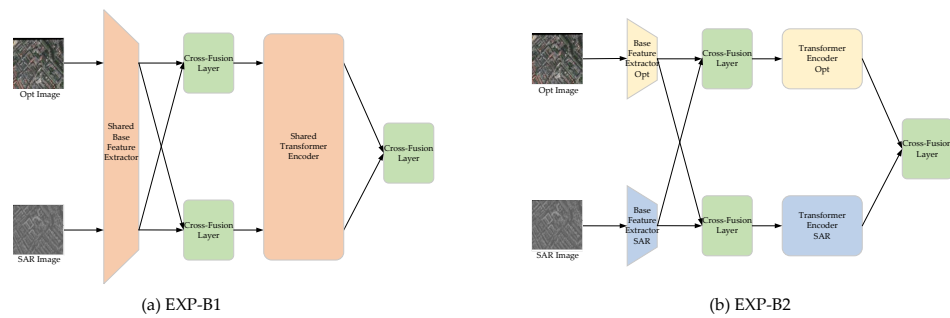 Opt Image
Shared
Base
Feature
Extractor
Cross-Fusion
Layer
Shared
Transformer
Encoder
Cross-Fusion
Layer
Cross-Fusion
Layer
SAR Image
(a) EXP-B1
Opt Image
Base
Feature
Extractor
Opt
Cross-Fusion
Layer
Transformer
Encoder
Opt
Cross-Fusion
Layer
Base
Feature
Extractor
SAR
Cross-Fusion
Layer
Transformer
Encoder
SAR
SAR Image
(b) EXP-B2